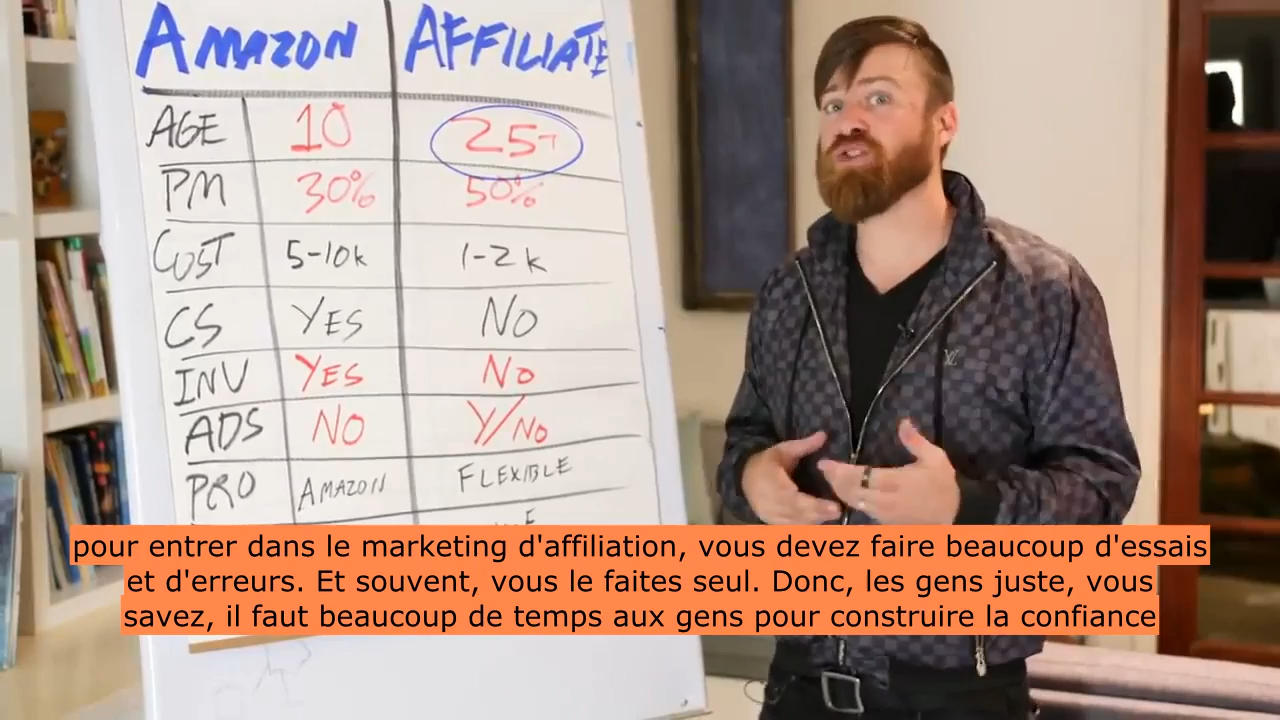 AMAZON AFFILIATE
AGE 10 25+
PM 30% 50%
COST 5-10k 1-2k
CS YES NO
INV YES NO
ADS NO Y/NO
PRO AMAZON FLEXIBLE
pour entrer dans le marketing d'affiliation, vous devez faire beaucoup d'essais
et d'erreurs. Et souvent, vous le faites seul. Donc, les gens juste, vous
savez, il faut beaucoup de temps aux gens pour construire la confiance